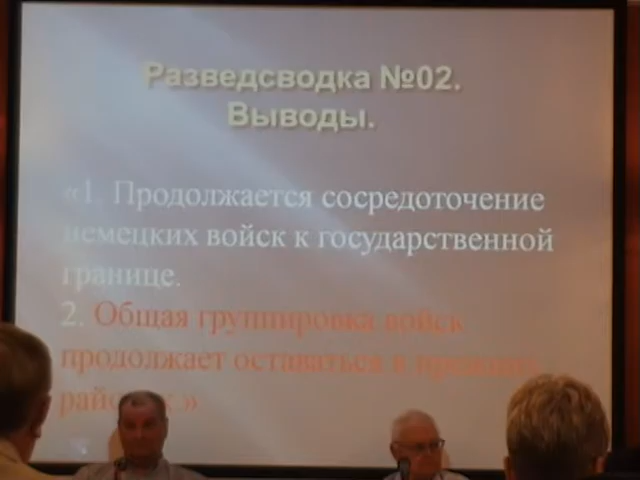 Разведсводка №02.
Выводы.
«1. Продолжается сосредоточение
немецких войск к государственной
границе.
2. Общая группировка войск
продолжает оставаться в прежних